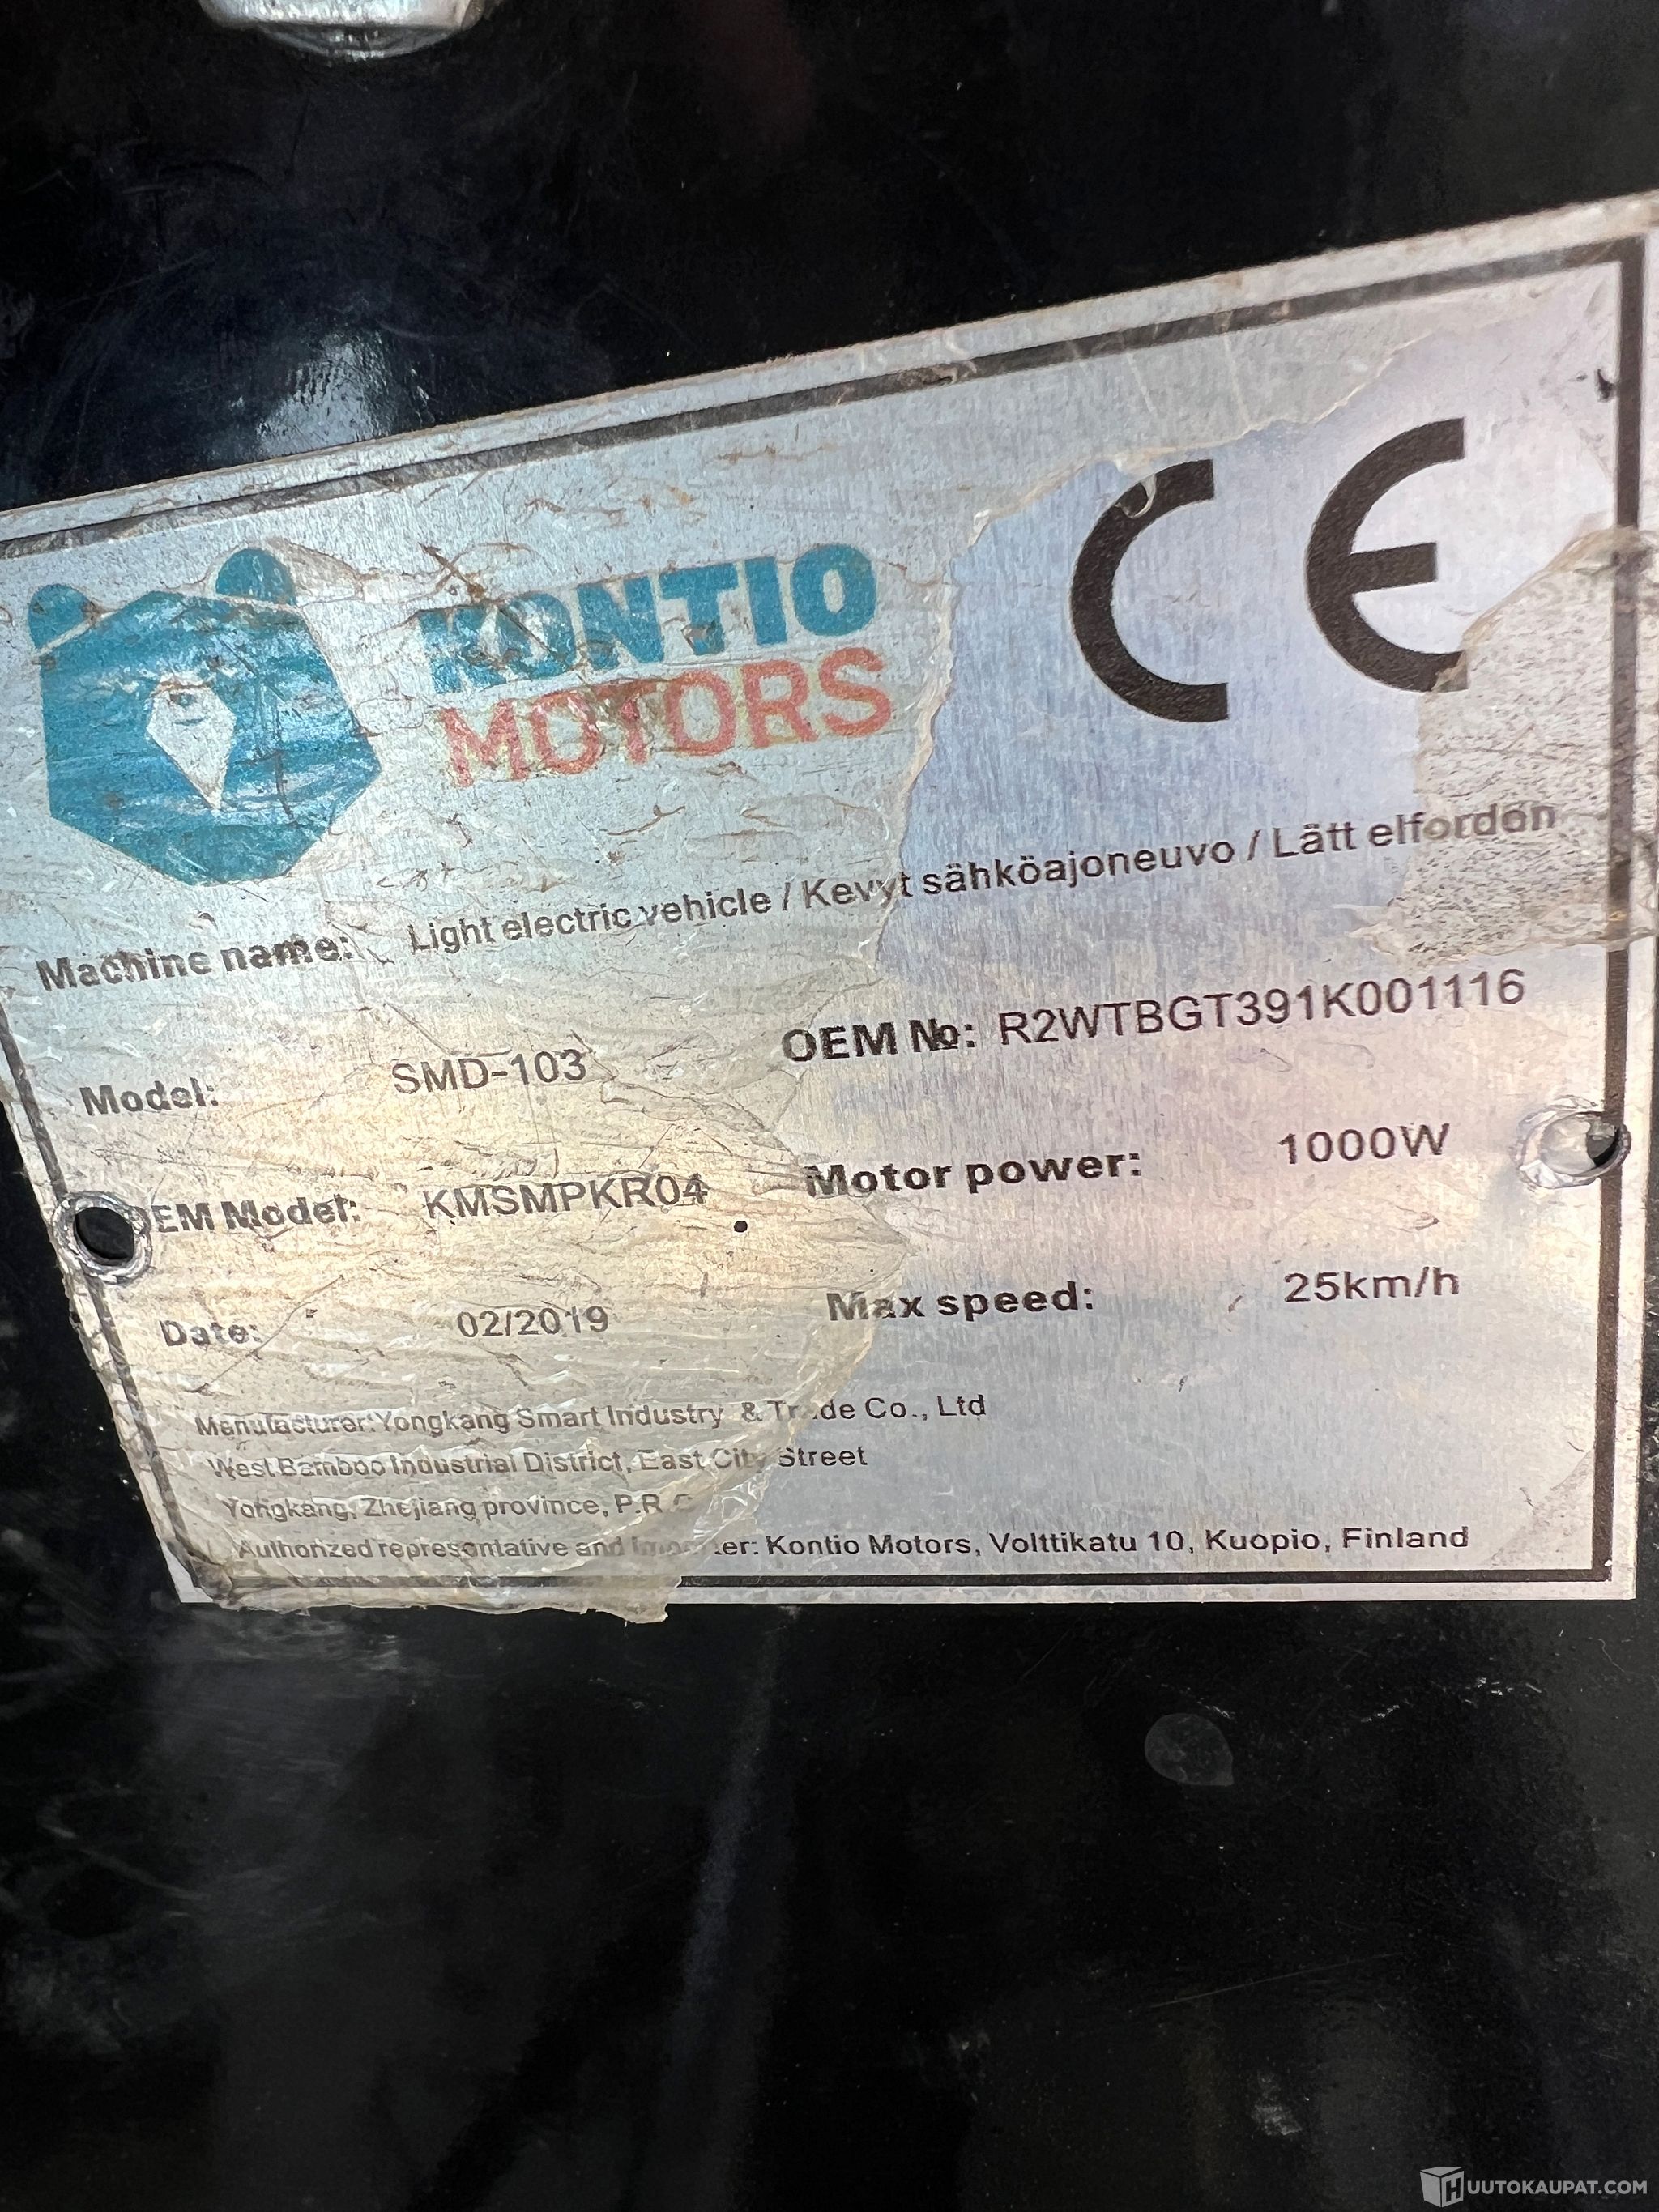 KONTIO
MOTORS
CE
Machine name: Light electric vehicle / Kevyt sähköajoneuvo / Lätt elfordon
Model: SMD-103 OEM №: R2WTBGT391K001116
OEM Model: KMSMPKR04 Motor power: 1000W
Date: 02/2019 Max speed: 25km/h
Manufacturer:Yongkang Smart Industry & Trade Co., Ltd
West Bamboo Industrial District, East City Street
Yongkang, Zhejiang province, P.R.C
Authorized representative and Importer: Kontio Motors, Volttikatu 10, Kuopio, Finland
HUUTOKAUPAT.COM